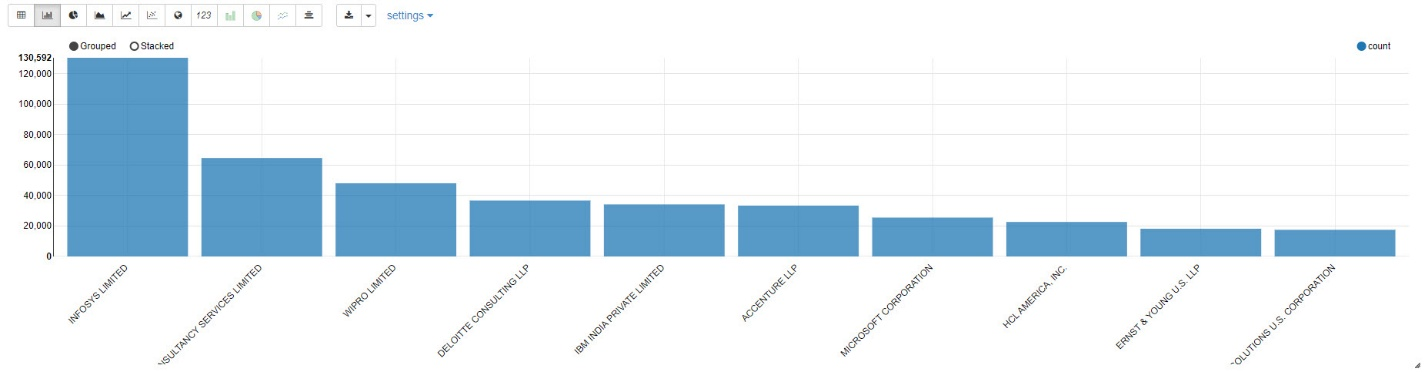 123
settings
Grouped Stacked
count
130,592
120,000
100,000
80,000
60,000
40,000
20,000
0
INFOSYS LIMITED
NSULTANCY SERVICES LIMITED
WIPRO LIMITED
DELOITTE CONSULTING LLP
IBM INDIA PRIVATE LIMITED
ACCENTURE LLP
MICROSOFT CORPORATION
HCL AMERICA, INC.
ERNST & YOUNG U.S. LLP
OLUTIONS U.S. CORPORATION